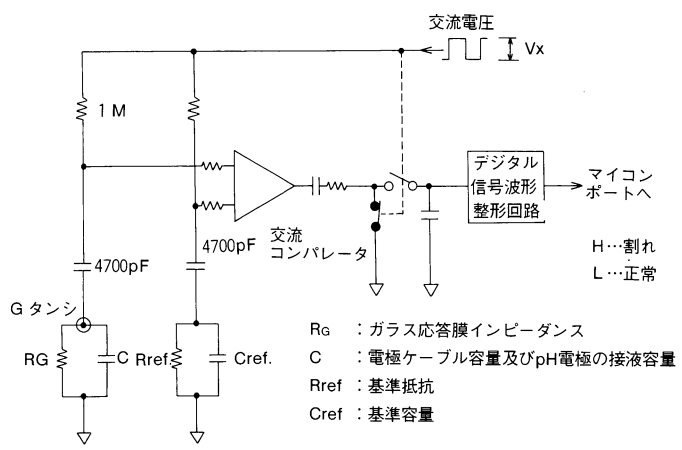 交流電圧
Vx
1M
デジタル
信号波形
整形回路
マイコン
ポートへ
交流
コンパレータ
4700pF
4700pF
H…割れ
L…正常
Gタンシ
RG
C
Rref.
Cref.
RG :ガラス応答膜インピーダンス
C :電極ケーブル容量及びpH電極の接液容量
Rref :基準抵抗
Cref :基準容量